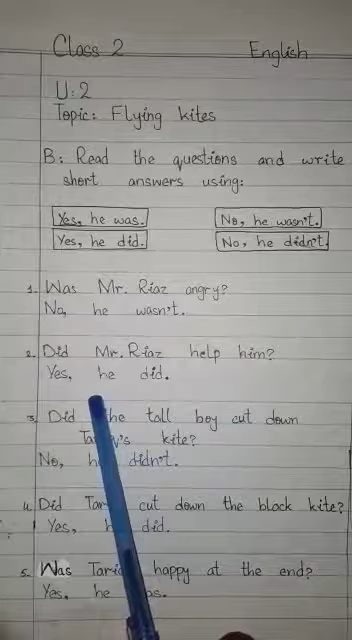 Class 2 English
U:2
Topic: Flying kites
B: Read the questions and write
short answers using:
Yes, he was. No, he wasn't.
Yes, he did. No, he didn't.
1. Was Mr. Riaz angry?
No, he wasn't.
2. Did Mr. Riaz help him?
Yes, he did.
3. Did the tall boy cut down
kite?
No, didn't.
4. Did cut down the black kite?
Yes, did.
5. Was happy at the end?
Yes, he